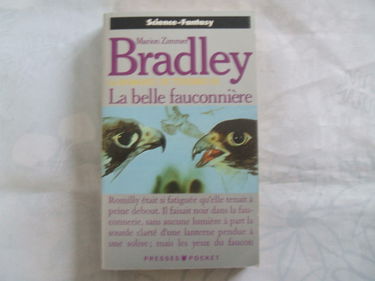 Science-Fantasy
Marion Zimmer
Bradley
La belle fauconnière
Romilly était si fatiguée qu'elle tenait à
peine debout. Il faisait noir dans la fau-
connerie, sans aucune lumière à part la
sourde clarté d'une lanterne pendue à
une solive; mais les yeux du faucon
PRESSES POCKET